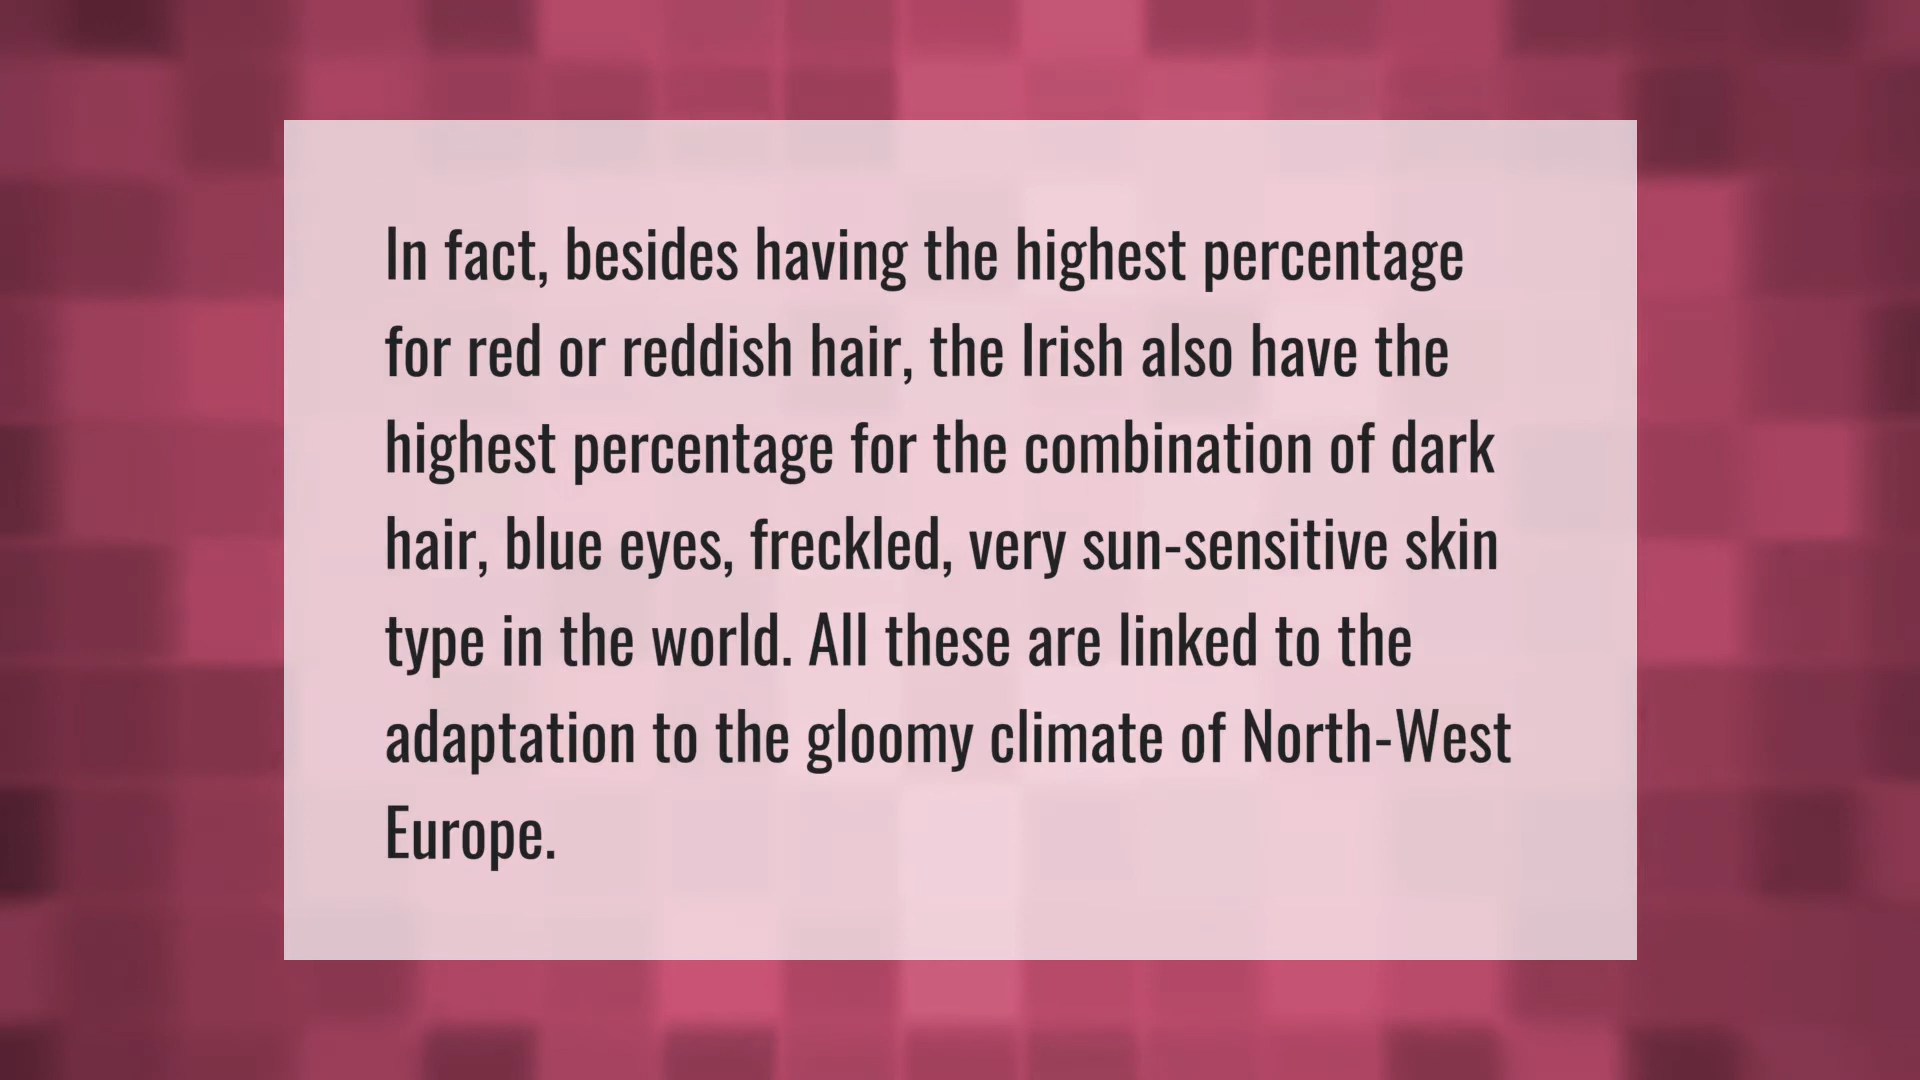 In fact, besides having the highest percentage
for red or reddish hair, the Irish also have the
highest percentage for the combination of dark
hair, blue eyes, freckled, very sun-sensitive skin
type in the world. All these are linked to the
adaptation to the gloomy climate of North-West
Europe.